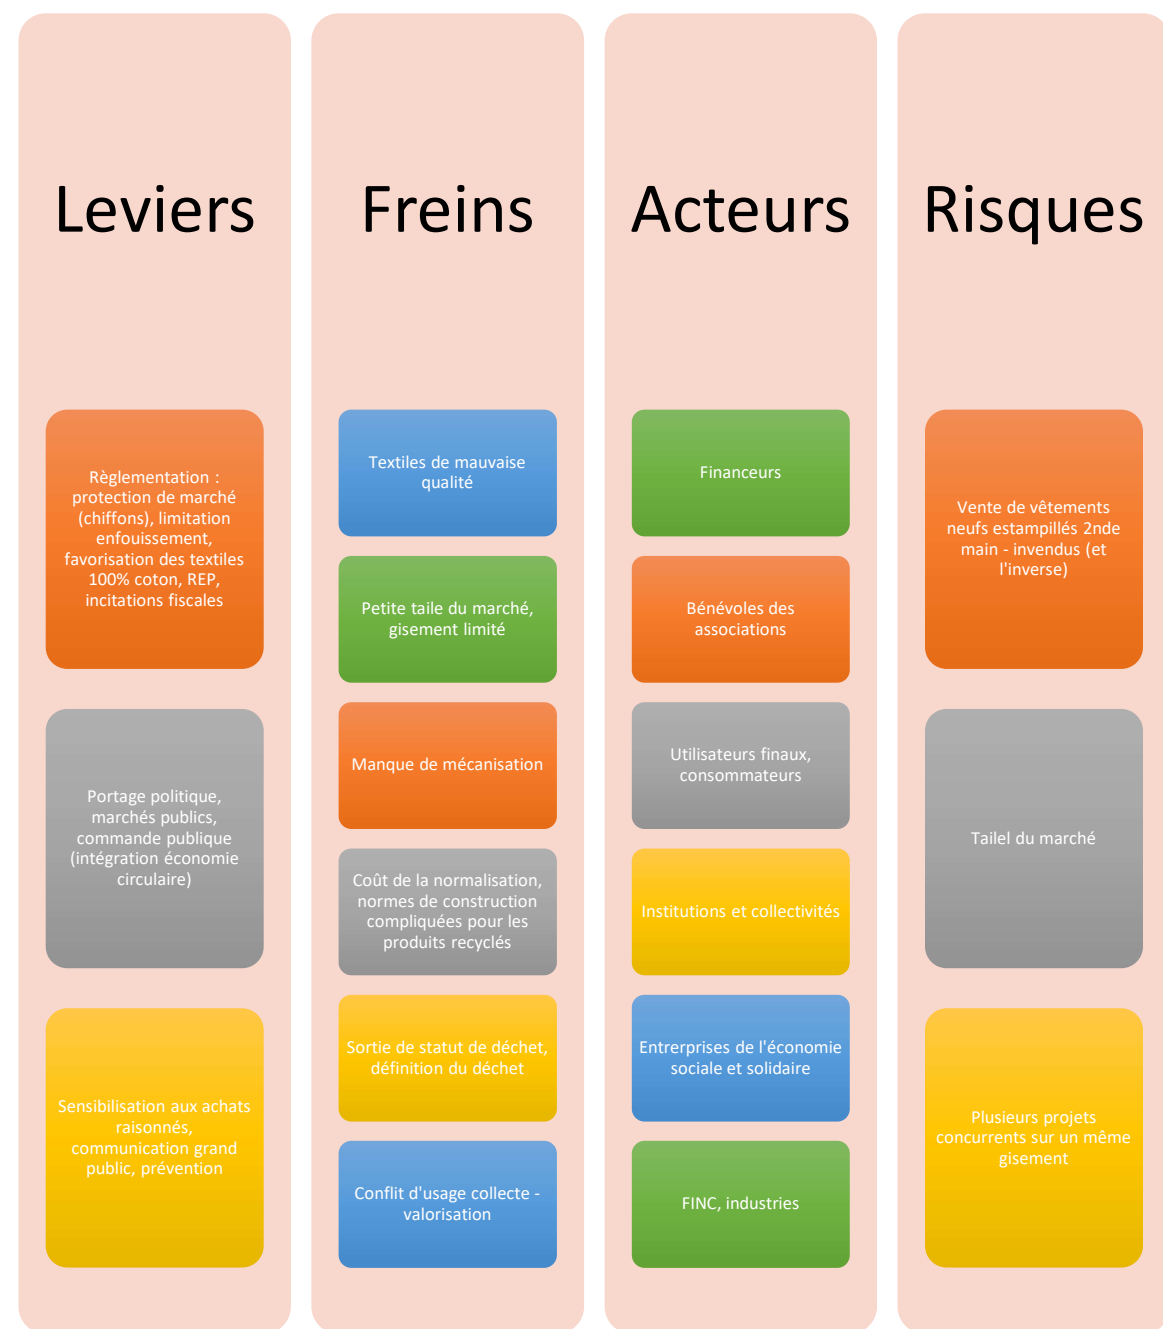 Leviers
Règlementation :
protection de marché
(chiffons), limitation
enfouissement,
favorisation des textiles
100% coton, REP,
incitations fiscales
Portage politique,
marchés publics,
commande publique
(intégration économie
circulaire)
Sensibilisation aux achats
raisonnés,
communication grand
public, prévention
Freins
Textiles de mauvaise
qualité
Petite taile du marché,
gisement limité
Manque de mécanisation
Coût de la normalisation,
normes de construction
compliquées pour les
produits recyclés
Sortie de statut de déchet,
définition du déchet
Conflit d'usage collecte -
valorisation
Acteurs
Financeurs
Bénévoles des
associations
Utilisateurs finaux,
consommateurs
Institutions et collectivités
Entrerprises de l'économie
sociale et solidaire
FINC, industries
Risques
Vente de vêtements
neufs estampillés 2nde
main - invendus (et
l'inverse)
Tailel du marché
Plusieurs projets
concurrents sur un même
gisement